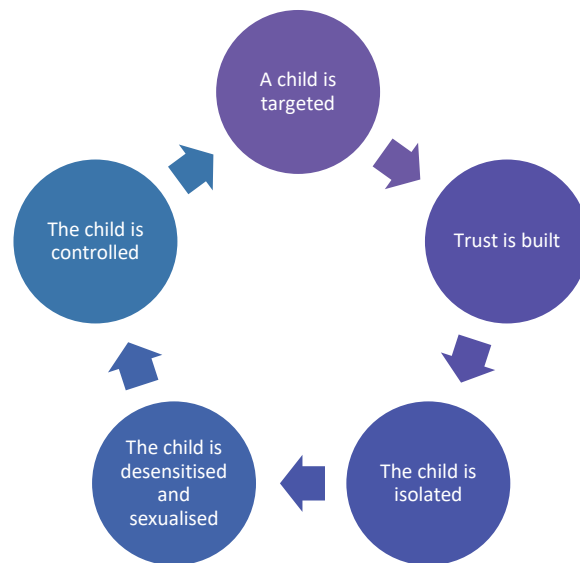 A child is
targeted
Trust is built
The child is
isolated
The child is
desensitised
and
sexualised
The child is
controlled